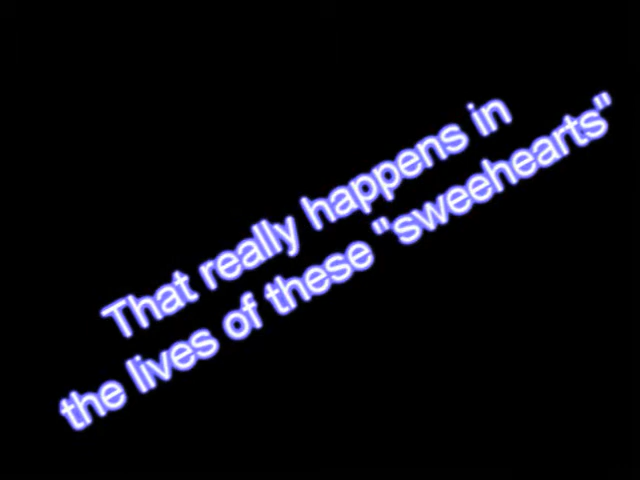 That really happens in
the lives of these "sweehearts"